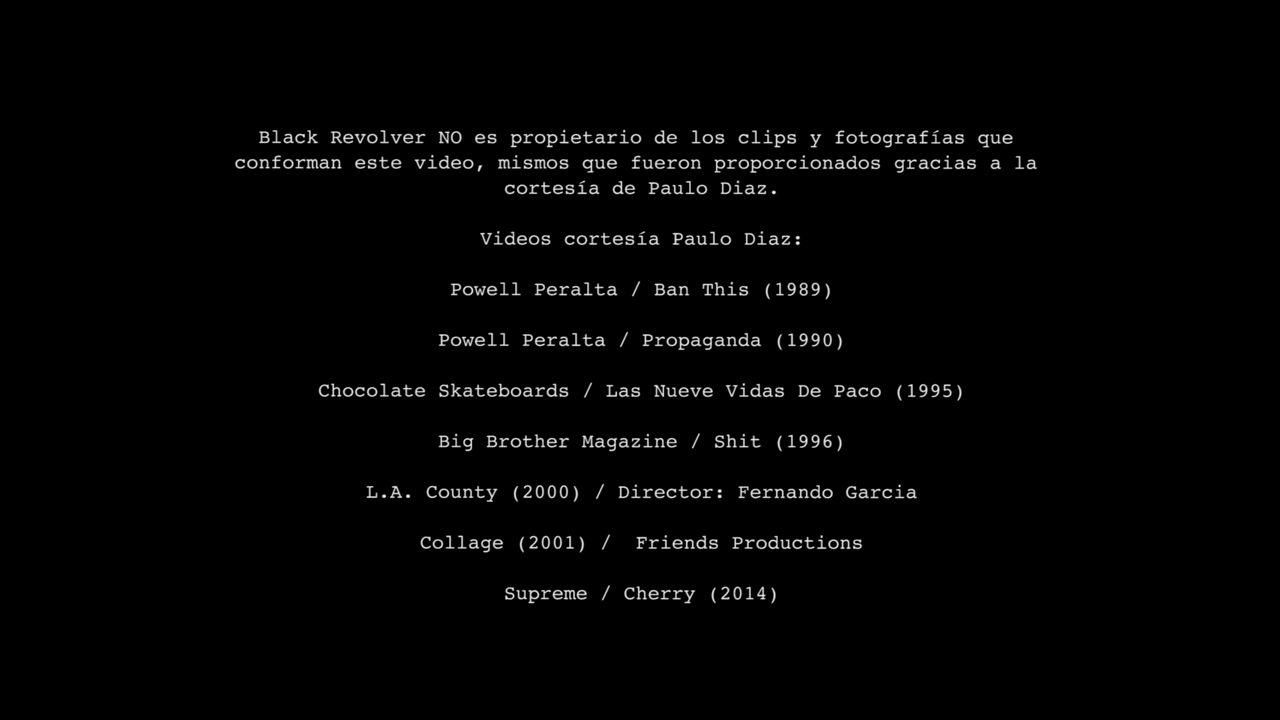 Black Revolver NO es propietario de los clips y fotografías que
conforman este video, mismos que fueron proporcionados gracias a la
cortesía de Paulo Diaz.
Videos cortesía Paulo Diaz:
Powell Peralta / Ban This (1989)
Powell Peralta / Propaganda (1990)
Chocolate Skateboards / Las Nueve Vidas De Paco (1995)
Big Brother Magazine / Shit (1996)
L.A. County (2000) / Director: Fernando Garcia
Collage (2001) /  Friends Productions
Supreme / Cherry (2014)